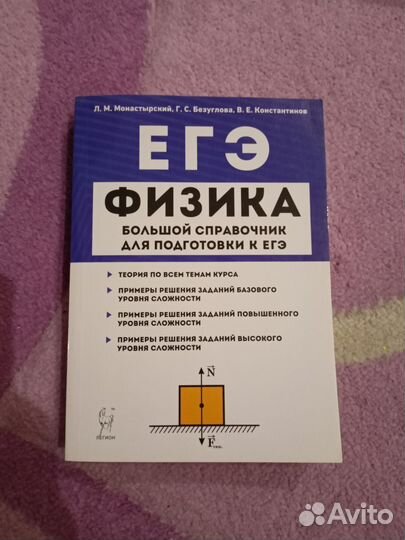 Л. М. Монастырский, Г. С. Безуглова, В. Е. Константинов
ЕГЭ
ФИЗИКА
БОЛЬШОЙ СПРАВОЧНИК
ДЛЯ ПОДГОТОВКИ К ЕГЭ
ТЕОРИЯ ПО ВСЕМ ТЕМАМ КУРСА
ПРИМЕРЫ РЕШЕНИЯ ЗАДАНИЙ БАЗОВОГО
УРОВНЯ СЛОЖНОСТИ
ПРИМЕРЫ РЕШЕНИЯ ЗАДАНИЙ ПОВЫШЕННОГО
УРОВНЯ СЛОЖНОСТИ
ПРИМЕРЫ РЕШЕНИЯ ЗАДАНИЙ ВЫСОКОГО
УРОВНЯ СЛОЖНОСТИ
N
F
ЛЕГИОН
Avito